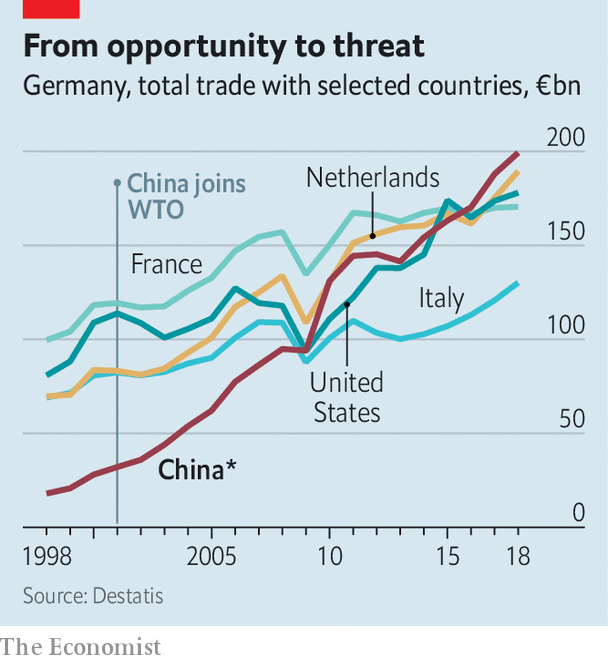 From opportunity to threat
Germany, total trade with selected countries, €bn
200
China joins
WTO
Netherlands
150
France
Italy
100
United
States
50
China*
0
1998
2005
10
15
18
Source: Destatis
The Economist